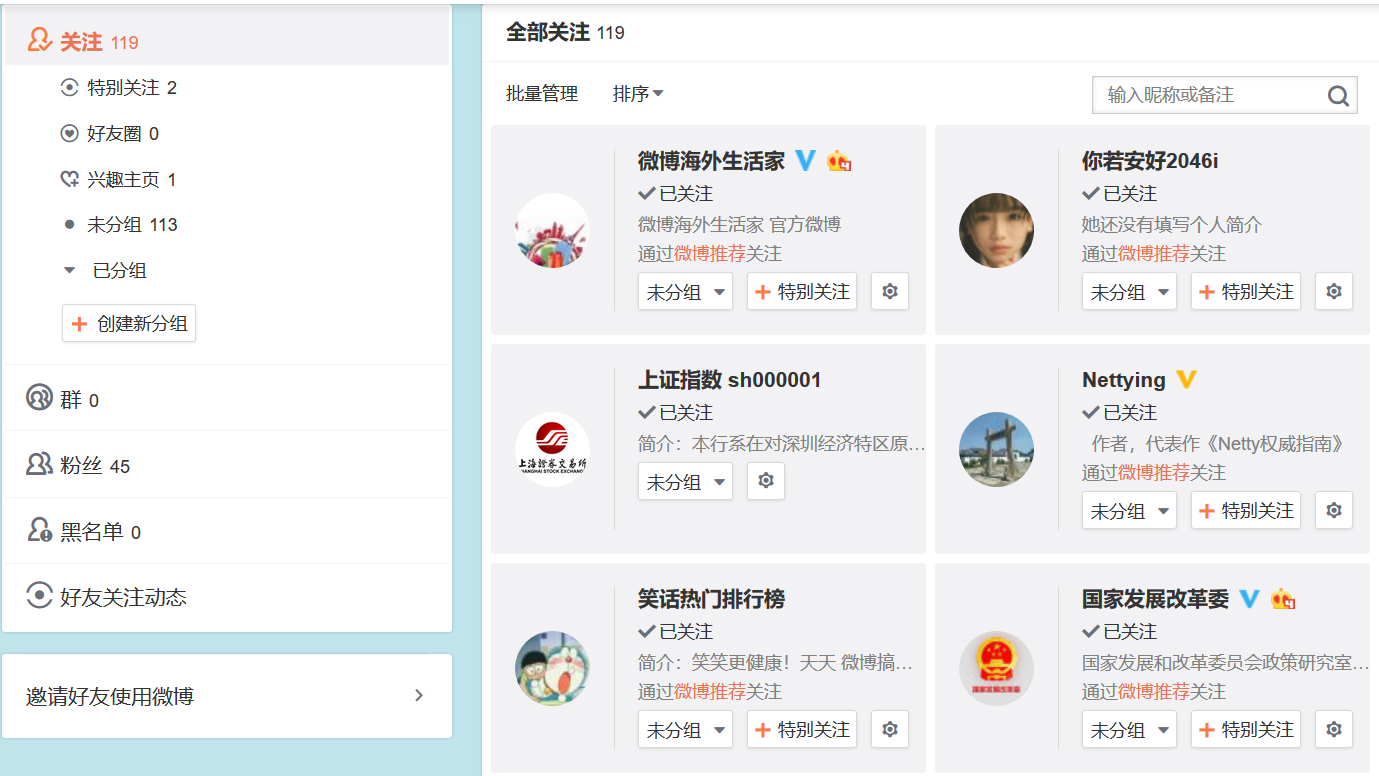 关注 119
特别关注 2
好友圈 0
兴趣主页 1
未分组 113
已分组
创建新分组
群 0
粉丝 45
黑名单 0
好友关注动态
邀请好友使用微博
全部关注 119
批量管理 排序
输入昵称或备注
微博海外生活家
已关注
微博海外生活家 官方微博
通过微博推荐关注
未分组 + 特别关注
你若安好2046i
已关注
她还没有填写个人简介
通过微博推荐关注
未分组 + 特别关注
上证指数 sh000001
已关注
简介：本行系在对深圳经济特区原...
未分组
上海證券交易所
SHANGHAI STOCK EXCHANGE
Nettying
已关注
作者，代表作《Netty权威指南》
通过微博推荐关注
未分组 + 特别关注
笑话热门排行榜
已关注
简介：笑笑更健康！天天 微博搞...
通过微博推荐关注
未分组 + 特别关注
国家发展改革委
已关注
国家发展和改革委员会政策研究室...
通过微博推荐关注
未分组 + 特别关注
国家发展改革委